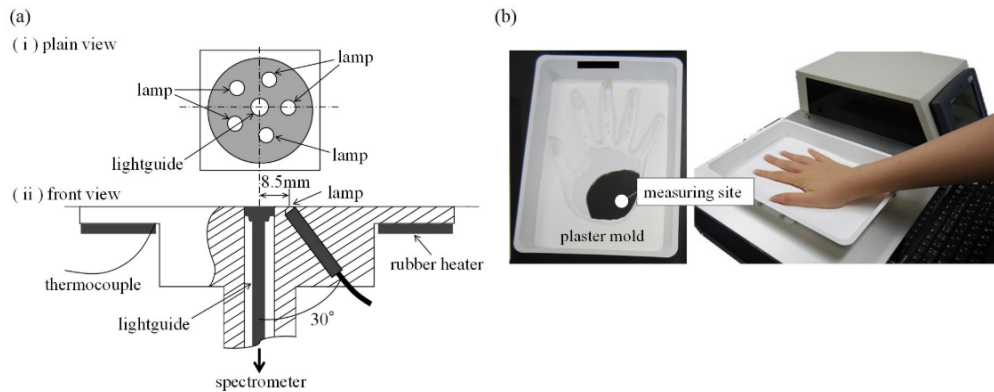 (a)
( i ) plain view
lamp
lamp
lightguide
lamp
8.5mm
lamp
( ii ) front view
thermocouple
rubber heater
lightguide
30°
spectrometer
(b)
measuring site
plaster mold